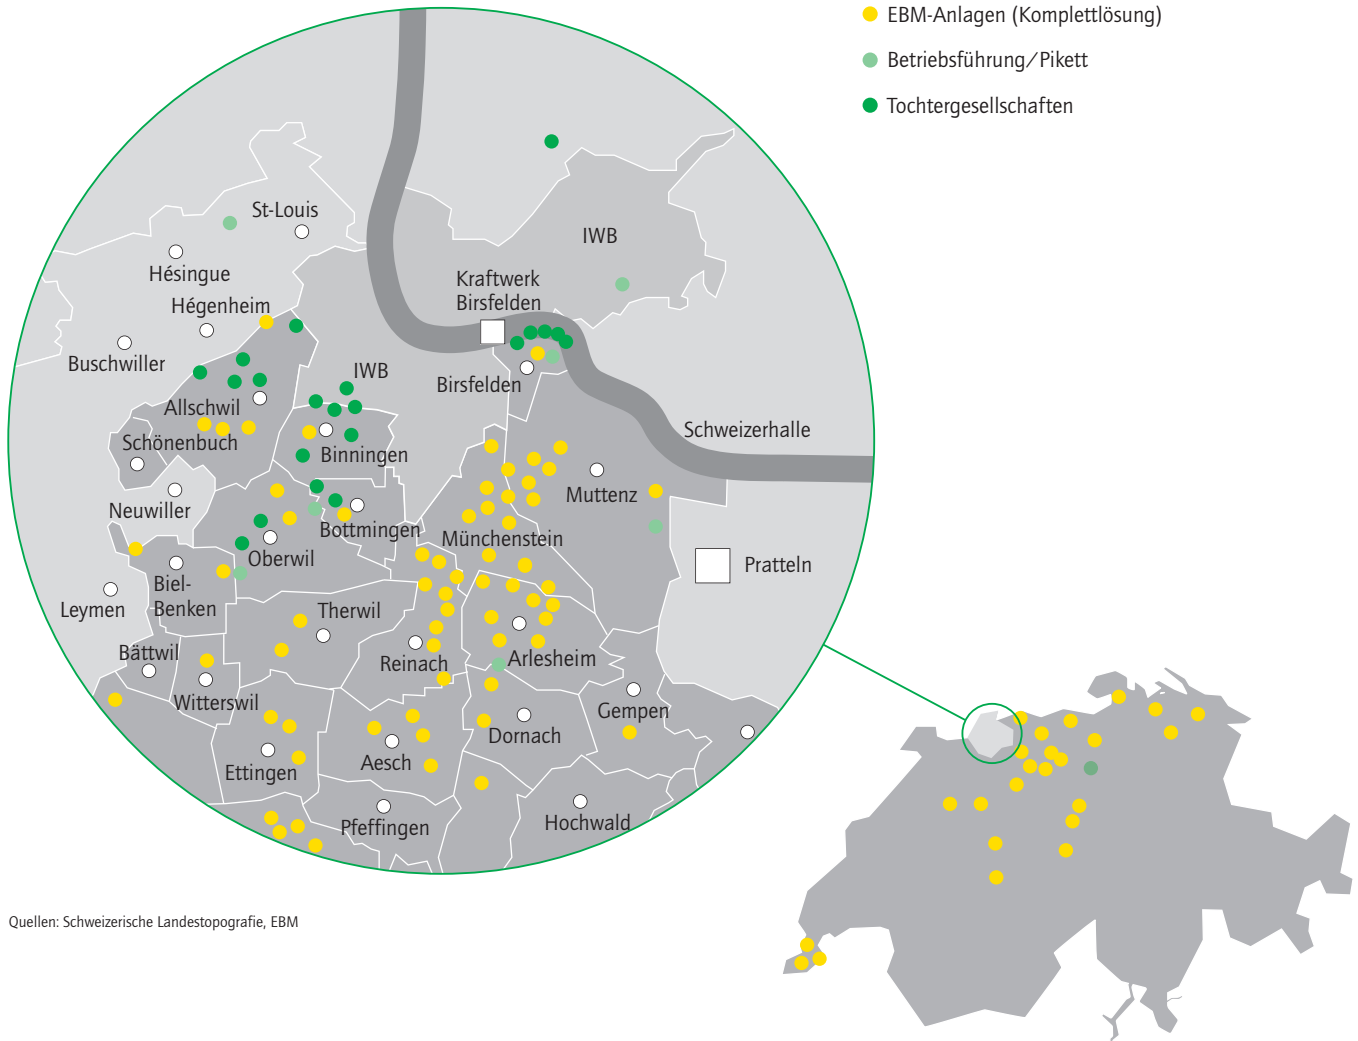 EBM-Anlagen (Komplettlösung)
Betriebsführung/Pikett
Tochtergesellschaften
St-Louis
IWB
Hésingue
Kraftwerk
Birsfelden
Hégenheim
Buschwiller
IWB
Birsfelden
Allschwil
Schweizerhalle
Schönenbuch
Binningen
Muttenz
Neuwiller
Bottmingen
Münchenstein
Oberwil
Pratteln
Biel-
Benken
Leymen
Therwil
Bättwil
Reinach
Arlesheim
Witterswil
Gempen
Dornach
Aesch
Ettingen
Pfeffingen
Hochwald
Quellen: Schweizerische Landestopografie, EBM